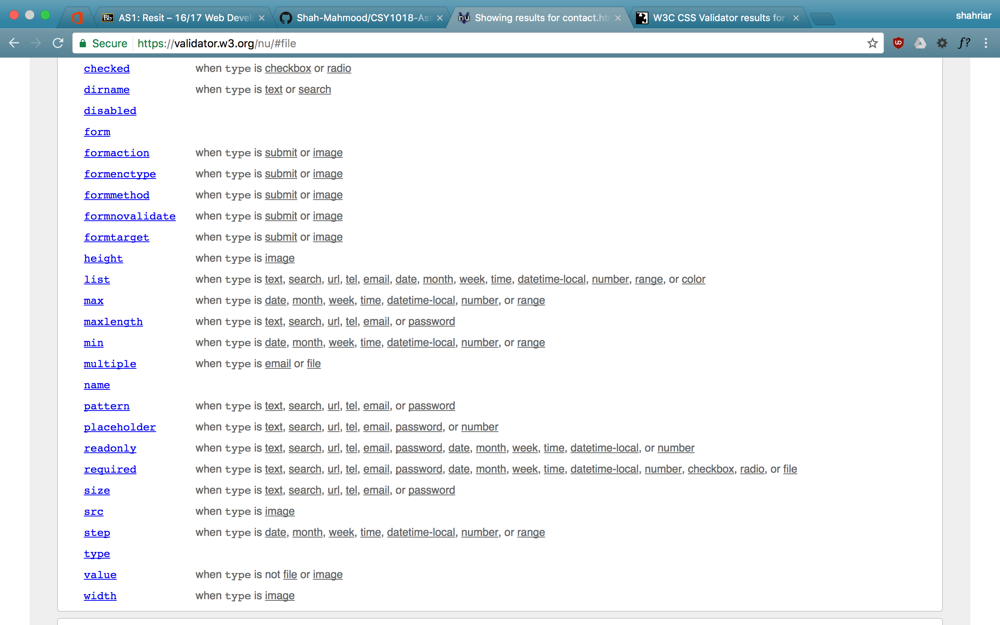 AS1: Resit – 16/17 Web Develo
Shah-Mahmood/CSY1018-Ass
Showing results for contact.htm
W3C CSS Validator results for
shahriar
Secure https://validator.w3.org/nu/#file
checked when type is checkbox or radio
dirname when type is text or search
disabled
form
formaction when type is submit or image
formenctype when type is submit or image
formmethod when type is submit or image
formnovalidate when type is submit or image
formtarget when type is submit or image
height when type is image
list when type is text, search, url, tel, email, date, month, week, time, datetime-local, number, range, or color
max when type is date, month, week, time, datetime-local, number, or range
maxlength when type is text, search, url, tel, email, or password
min when type is date, month, week, time, datetime-local, number, or range
multiple when type is email or file
name
pattern when type is text, search, url, tel, email, or password
placeholder when type is text, search, url, tel, email, password, or number
readonly when type is text, search, url, tel, email, password, date, month, week, time, datetime-local, or number
required when type is text, search, url, tel, email, password, date, month, week, time, datetime-local, number, checkbox, radio, or file
size when type is text, search, url, tel, email, or password
src when type is image
step when type is date, month, week, time, datetime-local, number, or range
type
value when type is not file or image
width when type is image